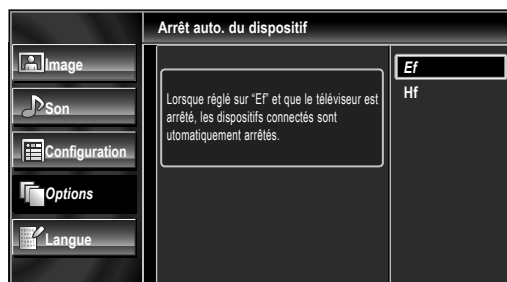 Arrêt auto. du dispositif
Image
Son
Configuration
Options
Langue
Lorsque réglé sur “Ef” et que le téléviseur est
arrêté, les dispositifs connectés sont
utomatiquement arrêtés.
Ef
Hf